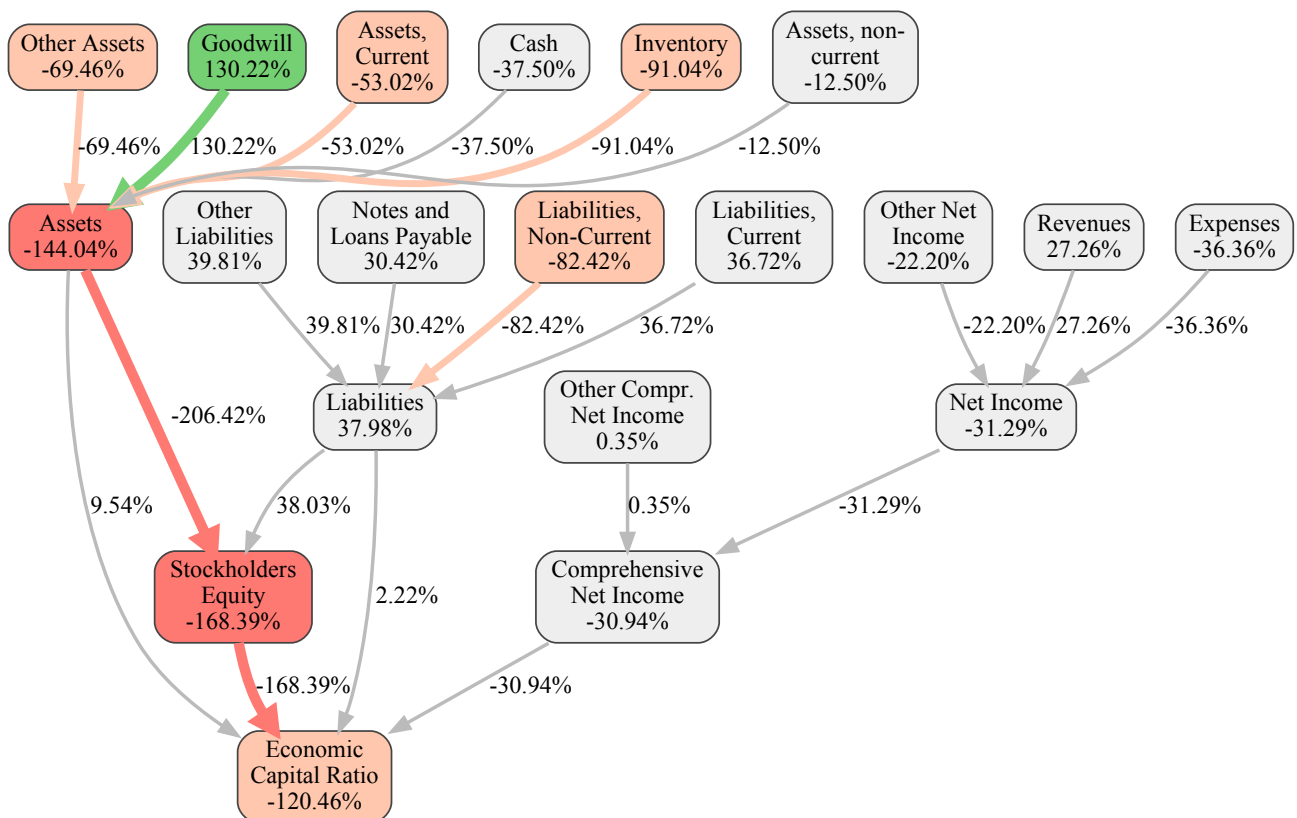 Other Assets
-69.46%
Goodwill
130.22%
Assets,
Current
-53.02%
Cash
-37.50%
Inventory
-91.04%
Assets, non-
current
-12.50%
-69.46%
130.22%
-53.02%
-37.50%
-91.04%
-12.50%
Assets
-144.04%
Other
Liabilities
39.81%
Notes and
Loans Payable
30.42%
Liabilities,
Non-Current
-82.42%
Liabilities,
Current
36.72%
Other Net
Income
-22.20%
Revenues
27.26%
Expenses
-36.36%
39.81%
30.42%
-82.42%
36.72%
-22.20%
27.26%
-36.36%
-206.42%
Liabilities
37.98%
Other Compr.
Net Income
0.35%
Net Income
-31.29%
9.54%
38.03%
0.35%
-31.29%
Stockholders
Equity
-168.39%
2.22%
Comprehensive
Net Income
-30.94%
-168.39%
-30.94%
Economic
Capital Ratio
-120.46%